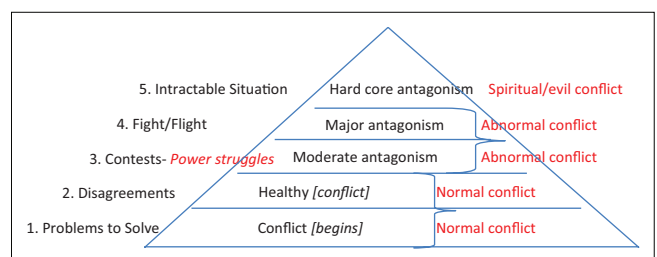 5. Intractable Situation Hard core antagonism Spiritual/evil conflict
4. Fight/Flight Major antagonism Abnormal conflict
3. Contests- Power struggles Moderate antagonism Abnormal conflict
2. Disagreements Healthy [conflict] Normal conflict
1. Problems to Solve Conflict [begins] Normal conflict